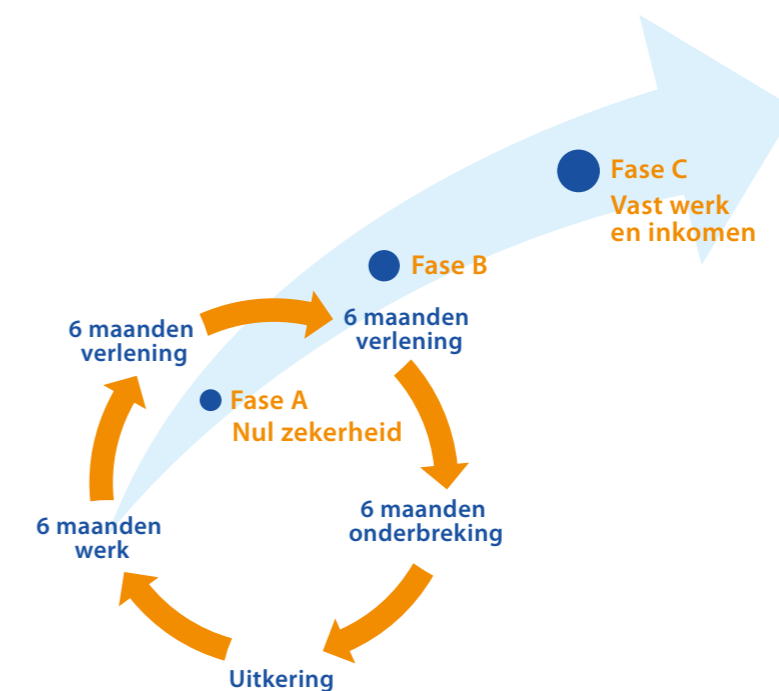 Fase C
Vast werk
en inkomen
Fase B
6 maanden
verlening
6 maanden
verlening
Fase A
Nul zekerheid
6 maanden
onderbreking
6 maanden
werk
Uitkering